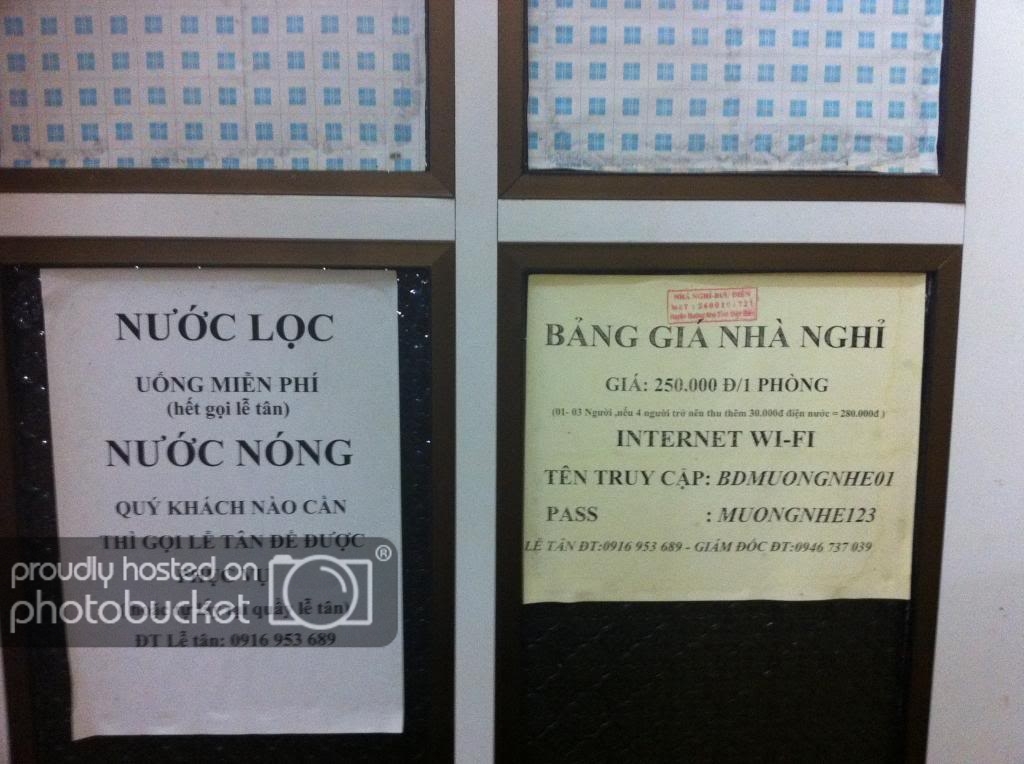 NƯỚC LỌC
UỐNG MIỄN PHÍ
(hết gọi lễ tân)
NƯỚC NÓNG
QUÝ KHÁCH NÀO CẦN
THÌ GỌI LỄ TÂN ĐỂ ĐƯỢC
quầy lễ tân)
ĐT Lễ tân: 0916 953 689
proudly hosted on
photobucket
®
NHÀ NGHỈ-BƯU ĐIỆN
BẢNG GIÁ NHÀ NGHỈ
GIÁ: 250.000 Đ/1 PHÒNG
(01- 03 Người ,nếu 4 người trở nên thu thêm 30.000đ điện nước = 280.000đ )
INTERNET WI-FI
TÊN TRUY CẬP: BDMUONGNHE01
PASS : MUONGNHE123
LỄ TÂN ĐT:0916 953 689 - GIÁM ĐỐC ĐT:0946 737 039